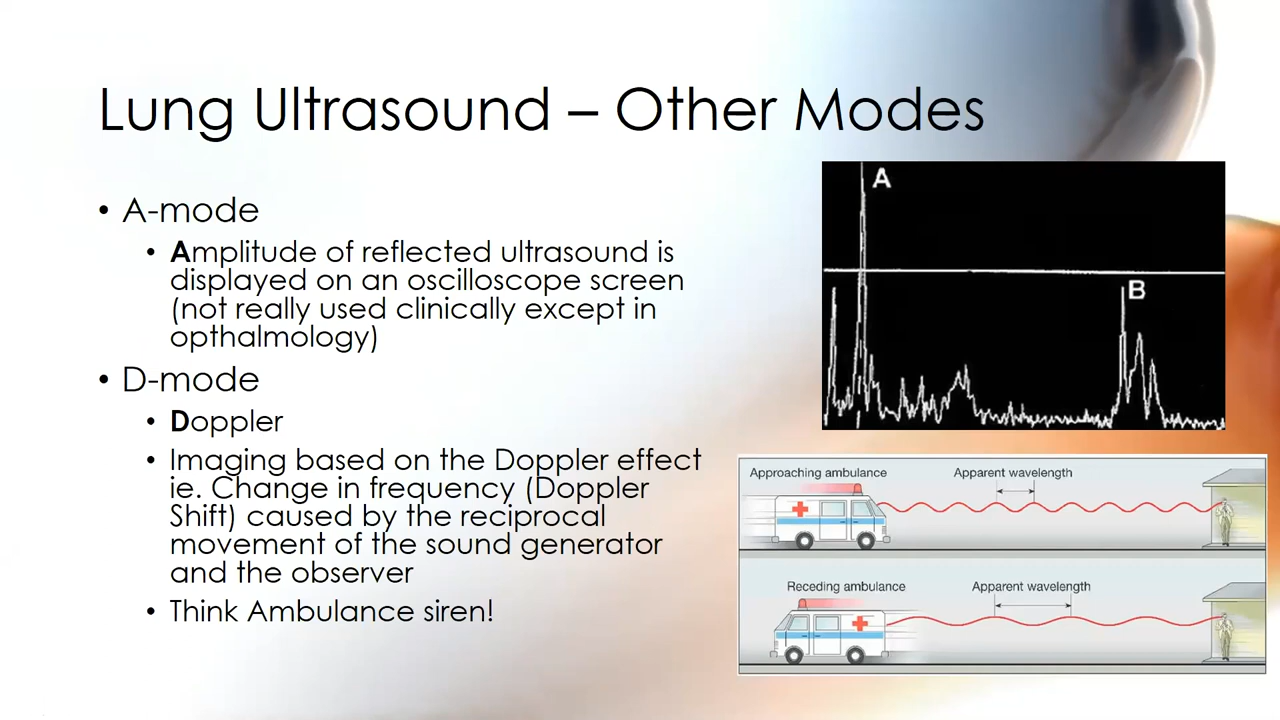 Lung Ultrasound – Other Modes
• A-mode
• Amplitude of reflected ultrasound is
displayed on an oscilloscope screen
(not really used clinically except in
opthalmology)
• D-mode
• Doppler
• Imaging based on the Doppler effect
ie. Change in frequency (Doppler
Shift) caused by the reciprocal
movement of the sound generator
and the observer
• Think Ambulance siren!
A
B
Approaching ambulance
Apparent wavelength
Receding ambulance
Apparent wavelength